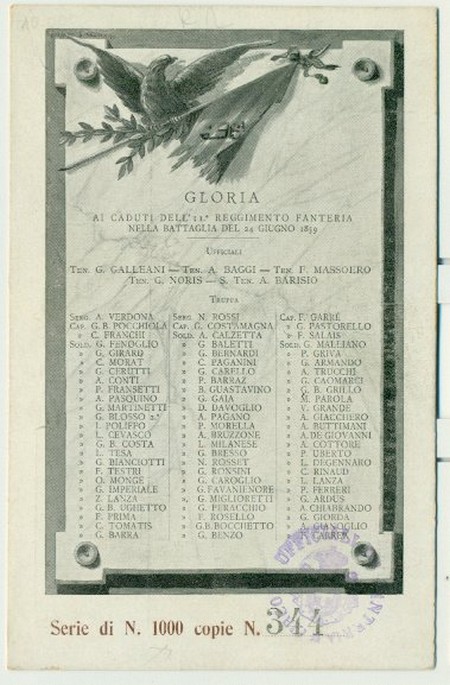 GLORIA
AI CADUTI DELL' 11.° REGGIMENTO FANTERIA
NELLA BATTAGLIA DEL 24 GIUGNO 1859
UFFICIALI
TEN. G. GALLEANI — TEN. A. BAGGI — TEN. F. MASSOERO
TEN. G. NORIS — S. TEN. A. BARISIO
TRUPPA
SERG. A. VERDONA
CAP. G. B. POCCHIOLA
» C. FRANCHI
SOLD. G. FENOGLIO
» G. GIRARD
» C. MORAT
» G. CERUTTI
» A. CONTI
» P. FRANSETTI
» A. PASQUINO
» G. MARTINETTI
» G. BLOSSO 2.°
» I. POLIFFO
» L. CEVASCO
» G. B. COSTA
» L. TESA
» G. BIANCIOTTI
» F. TESTRI
» O. MONGE
» G. IMPERIALE
» Z. LANZA
» G. B. UGHETTO
» F. PRIMA
» C. TOMATIS
» G. BARRA
SERG. N. ROSSI
CAP. G. COSTAMAGNA
SOLD. A. CALZETTA
» G. BALETTI
» G. BERNARDI
» C. PAGANINI
» G. CARELLO
» P. BARRAZ
» B. GUASTAVINO
» G. GAIA
» D. DAVOGLIO
» A. PAGANO
» P. MORELLA
» A. BRUZZONE
» L. MILANESE
» G. BRESSO
» N. ROSSET
» G. RONSINI
» G. CAROGLIO
» G. FAVANIENORE
» G. MIGLIORETTI
» G. PERACCHIO
» F. ROSELLO
» G. B. BOCCHETTO
» G. BENZO
CAP. F. GARRÈ
» G. PASTORELLO
» F. SALAIS
SOLD. G. MALLIANO
» P. GRIVA
» G. ARMANDO
» A. TRUCCHI
» G. CAOMARCI
» G. B. GRILLO
» M. PAROLA
» V. GRANDE
» A. GIACCHERO
» A. BUTTIMANI
» A. DE GIOVANNI
» A. COTTORE
» P. UBERTO
» L. DEGENNARO
» C. RINAUD
» L. LANZA
» P. FERRERI
» G. ARDUS
» A. CHIABRANDO
» G. GIORDA
» A. GIANOGLIO
» F. CARRER
Serie di N. 1000 copie N. 344